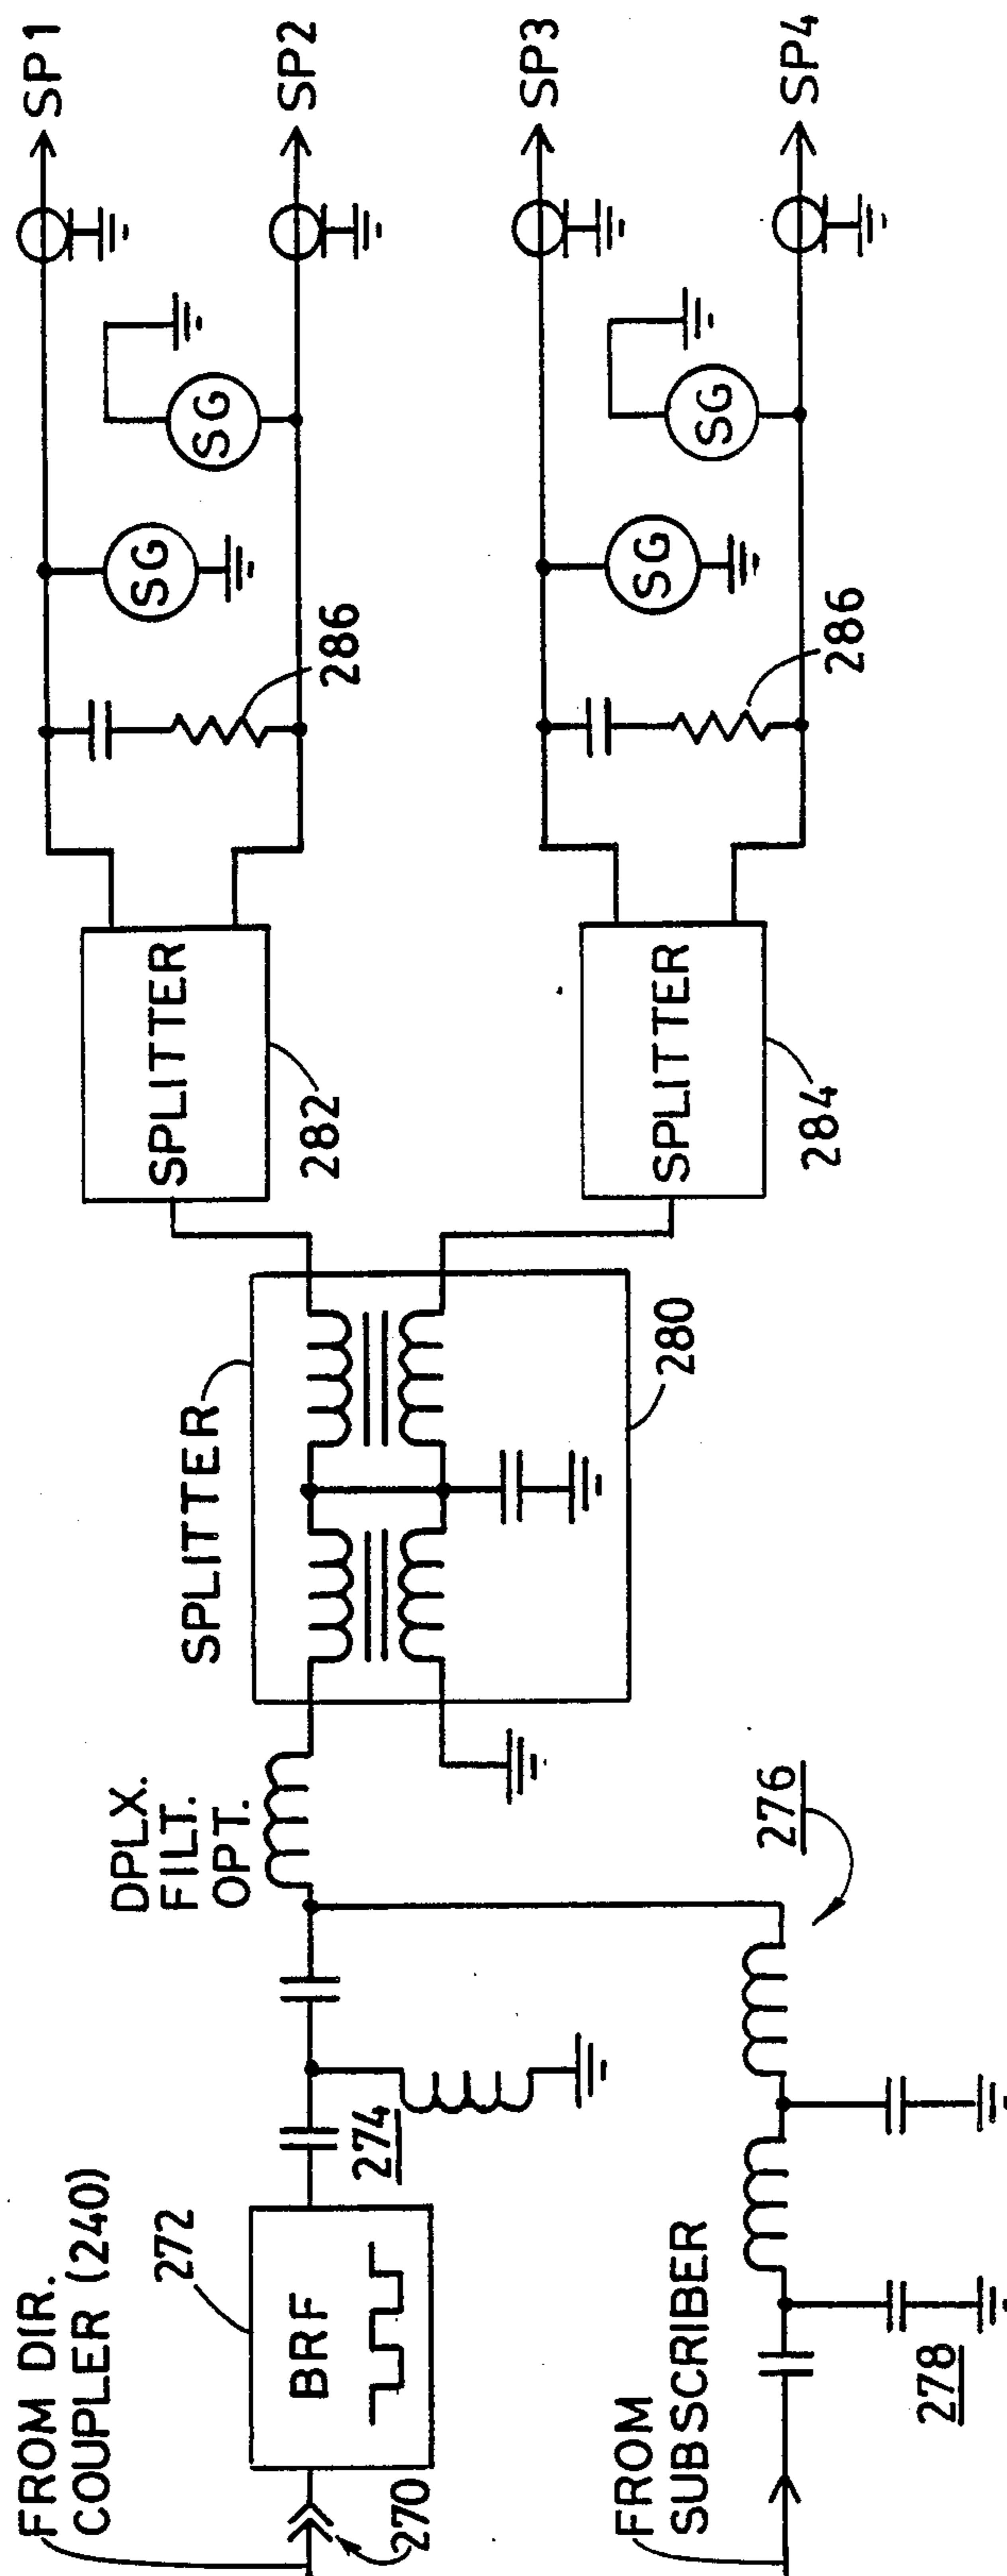 FROM DIR.
COUPLER (240)
270
272
BRF
274
DPLX.
FILT.
OPT.
FROM
SUBSCRIBER
278
276
SPLITTER
280
SPLITTER
282
SPLITTER
284
286
SG
SG
286
SG
SG
SP1
SP2
SP3
SP4